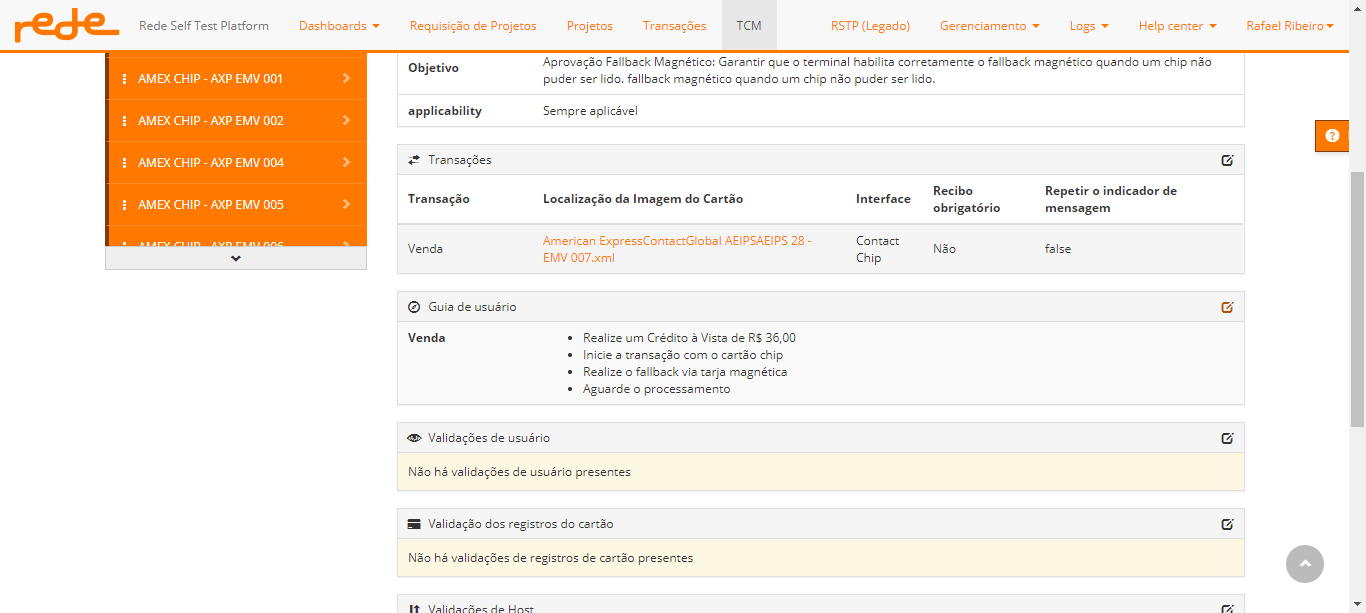 rede Rede Self Test Platform Dashboards Requisição de Projetos Projetos Transações TCM RSTP (Legado) Gerenciamento Logs Help center Rafael Ribeiro
AMEX CHIP - AXP EMV 001
AMEX CHIP - AXP EMV 002
AMEX CHIP - AXP EMV 004
AMEX CHIP - AXP EMV 005
AMEX CHIP - AXP EMV 006
Objetivo
Aprovação Fallback Magnético: Garantir que o terminal habilita corretamente o fallback magnético quando um chip não
puder ser lido. fallback magnético quando um chip não puder ser lido.
applicability Sempre aplicável
Transações
Transação Localização da Imagem do Cartão Interface Recibo
obrigatório Repetir o indicador de
mensagem
Venda American ExpressContactGlobal AEIPSAEIPS 28 -
EMV 007.xml Contact
Chip Não false
Guia de usuário
Venda
• Realize um Crédito à Vista de R$ 36,00
• Inicie a transação com o cartão chip
• Realize o fallback via tarja magnética
• Aguarde o processamento
Validações de usuário
Não há validações de usuário presentes
Validação dos registros do cartão
Não há validações de registros de cartão presentes
Validações de Host